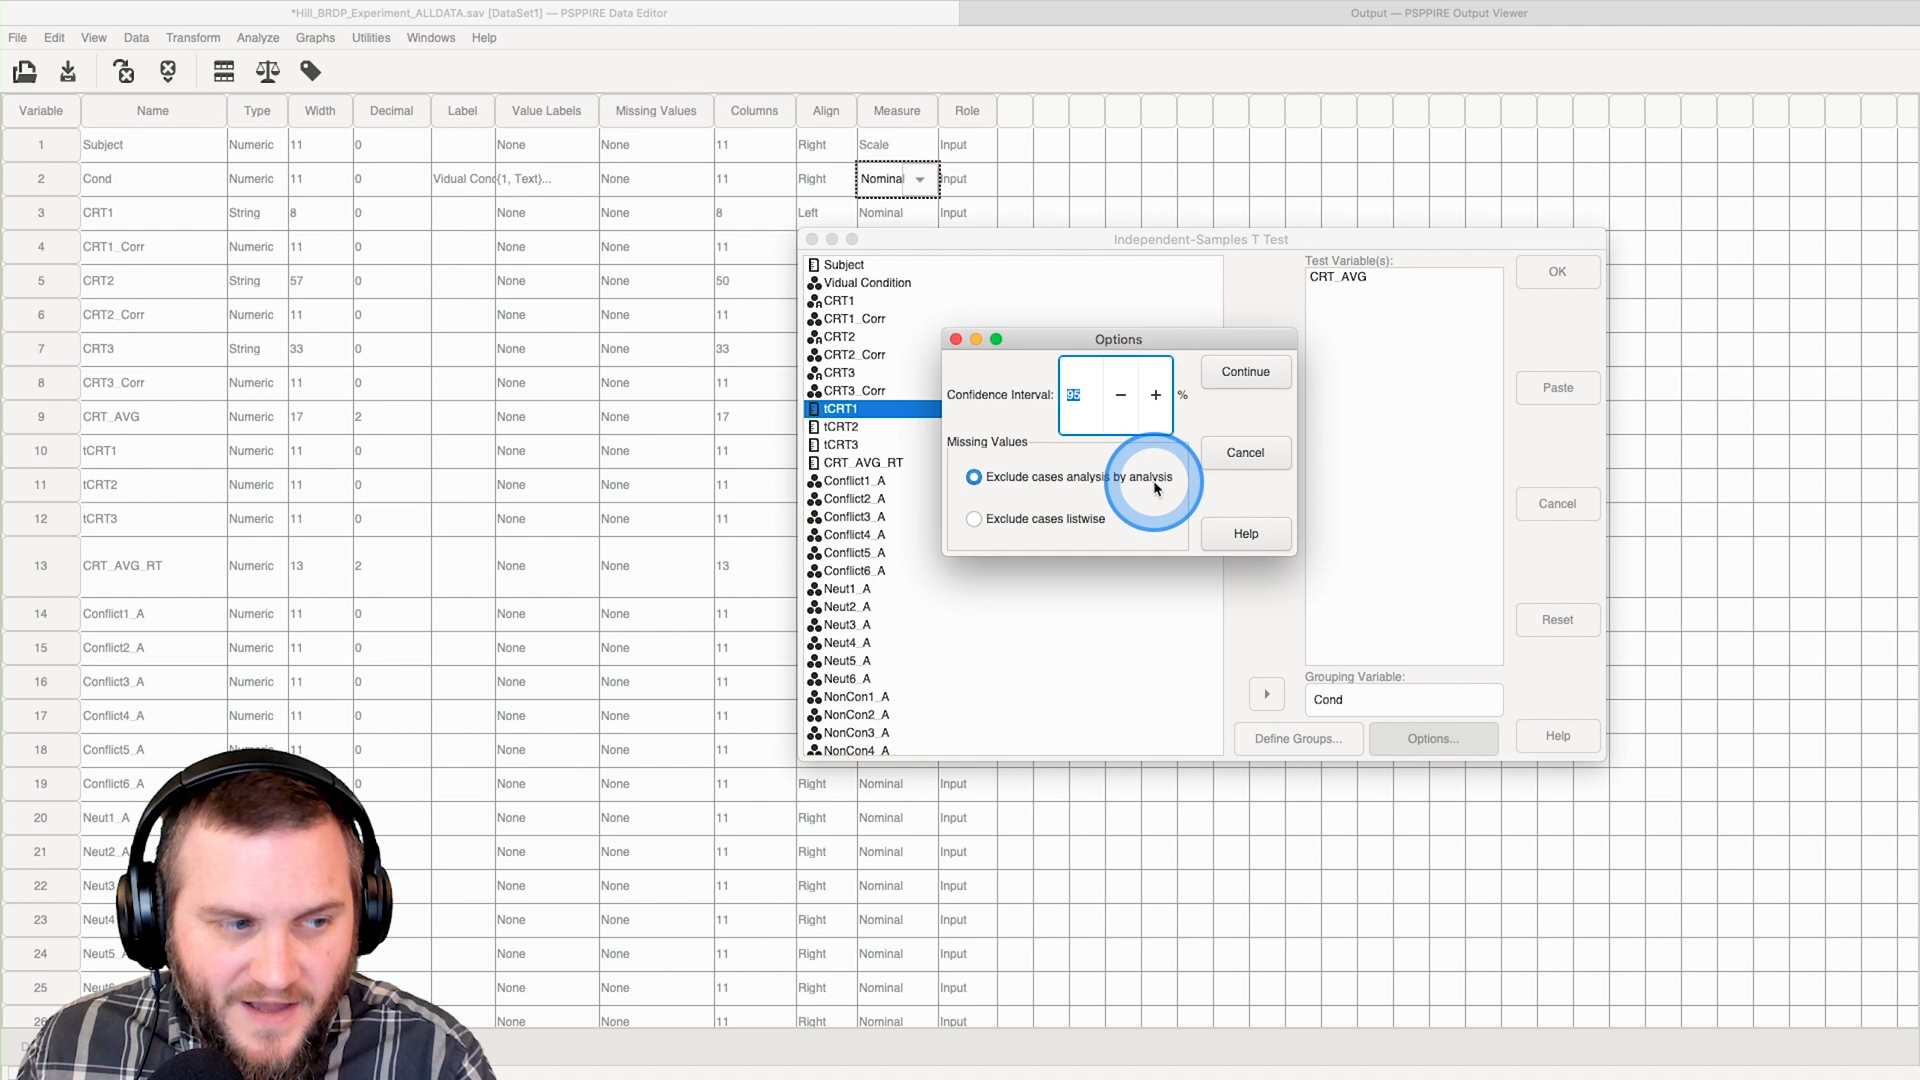 *Hill_BRDP_Experiment_ALLDATA.sav [DataSet1] — PSPPIRE Data Editor
Output — PSPPIRE Output Viewer
File Edit View Data Transform Analyze Graphs Utilities Windows Help
Variable Name Type Width Decimal Label Value Labels Missing Values Columns Align Measure Role
1 Subject Numeric 11 0 None None 11 Right Scale Input
2 Cond Numeric 11 0 Vidual Cond {1, Text}... None 11 Right Nominal Input
3 CRT1 String 8 0 None None 8 Left Nominal Input
4 CRT1_Corr Numeric 11 0 None None 11
5 CRT2 String 57 0 None None 50
6 CRT2_Corr Numeric 11 0 None None 11
7 CRT3 String 33 0 None None 33
8 CRT3_Corr Numeric 11 0 None None 11
9 CRT_AVG Numeric 17 2 None None 17
10 tCRT1 Numeric 11 0 None None 11
11 tCRT2 Numeric 11 0 None None 11
12 tCRT3 Numeric 11 0 None None 11
13 CRT_AVG_RT Numeric 13 2 None None 13
14 Conflict1_A Numeric 11 0 None None 11
15 Conflict2_A Numeric 11 0 None None 11
16 Conflict3_A Numeric 11 0 None None 11
17 Conflict4_A Numeric 11 0 None None 11
18 Conflict5_A Numeric 11 0 None None 11
19 Conflict6_A 0 None None 11 Right Nominal Input
20 Neut1_A None None 11 Right Nominal Input
21 Neut2_A None None 11 Right Nominal Input
22 Neut3 None None 11 Right Nominal Input
23 Neut4 None None 11 Right Nominal Input
24 Neut5_ None None 11 Right Nominal Input
25 None None 11 Right Nominal Input
26 None None 11 Right Nominal Input
Independent-Samples T Test
Subject
Vidual Condition
CRT1
CRT1_Corr
CRT2
CRT2_Corr
CRT3
CRT3_Corr
tCRT1
tCRT2
tCRT3
CRT_AVG_RT
Conflict1_A
Conflict2_A
Conflict3_A
Conflict4_A
Conflict5_A
Conflict6_A
Neut1_A
Neut2_A
Neut3_A
Neut4_A
Neut5_A
Neut6_A
NonCon1_A
NonCon2_A
NonCon3_A
NonCon4_A
Test Variable(s):
CRT_AVG
Grouping Variable:
Cond
Define Groups... Options...
OK
Paste
Cancel
Reset
Help
Options
Confidence Interval: 95 − + %
Missing Values
Exclude cases analysis by analysis
Exclude cases listwise
Continue
Cancel
Help